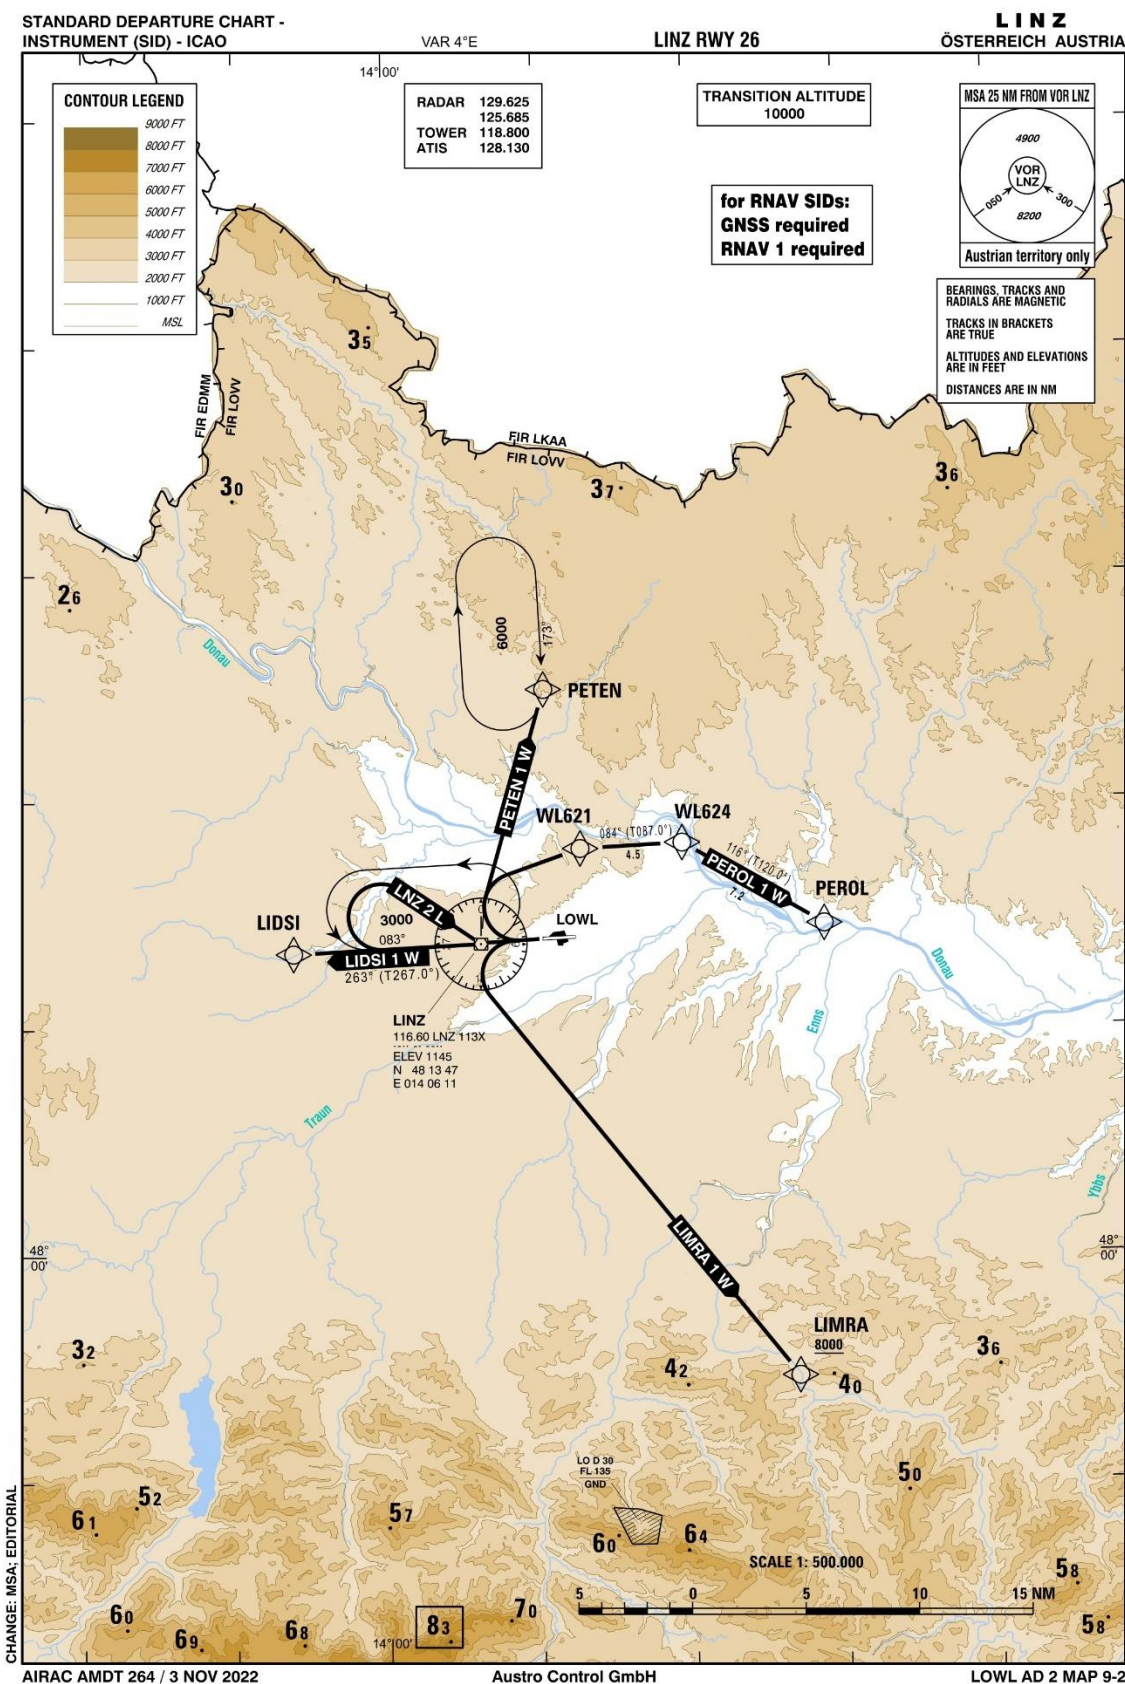 STANDARD DEPARTURE CHART -
INSTRUMENT (SID) - ICAO
VAR 4°E
LINZ RWY 26
LINZ
ÖSTERREICH AUSTRIA
14°00'
CONTOUR LEGEND
9000 FT
8000 FT
7000 FT
6000 FT
5000 FT
4000 FT
3000 FT
2000 FT
1000 FT
MSL
RADAR 129.625
125.685
TOWER 118.800
ATIS 128.130
TRANSITION ALTITUDE
10000
for RNAV SIDs:
GNSS required
RNAV 1 required
MSA 25 NM FROM VOR LNZ
4900
VOR
LNZ
050
300
8200
Austrian territory only
BEARINGS, TRACKS AND
RADIALS ARE MAGNETIC
TRACKS IN BRACKETS
ARE TRUE
ALTITUDES AND ELEVATIONS
ARE IN FEET
DISTANCES ARE IN NM
35
FIR EDMM
FIR LOVV
FIR LKAA
FIR LOVV
30
37
36
26
6000
173°
Donau
PETEN
PETEN 1 W
WL621
084° (T087.0°)
4.5
WL624
116° (T120.0°)
PEROL 1 W
7.2
PEROL
LNZ 2 L
3000
083°
LIDSI
LIDSI 1 W
263° (T267.0°)
LOWL
Donau
Enns
LINZ
116.60 LNZ 113X
ELEV 1145
N 48 13 47
E 014 06 11
Traun
Ybbs
48°
00'
48°
00'
LIMRA 1 W
LIMRA
8000
32
42
40
36
LO D 30
FL 135
GND
50
52
61
57
60
64
SCALE 1: 500.000
58
5 0 5 10 15 NM
60
69
68
14°00'
83
70
58
CHANGE: MSA; EDITORIAL
AIRAC AMDT 264 / 3 NOV 2022
Austro Control GmbH
LOWL AD 2 MAP 9-2